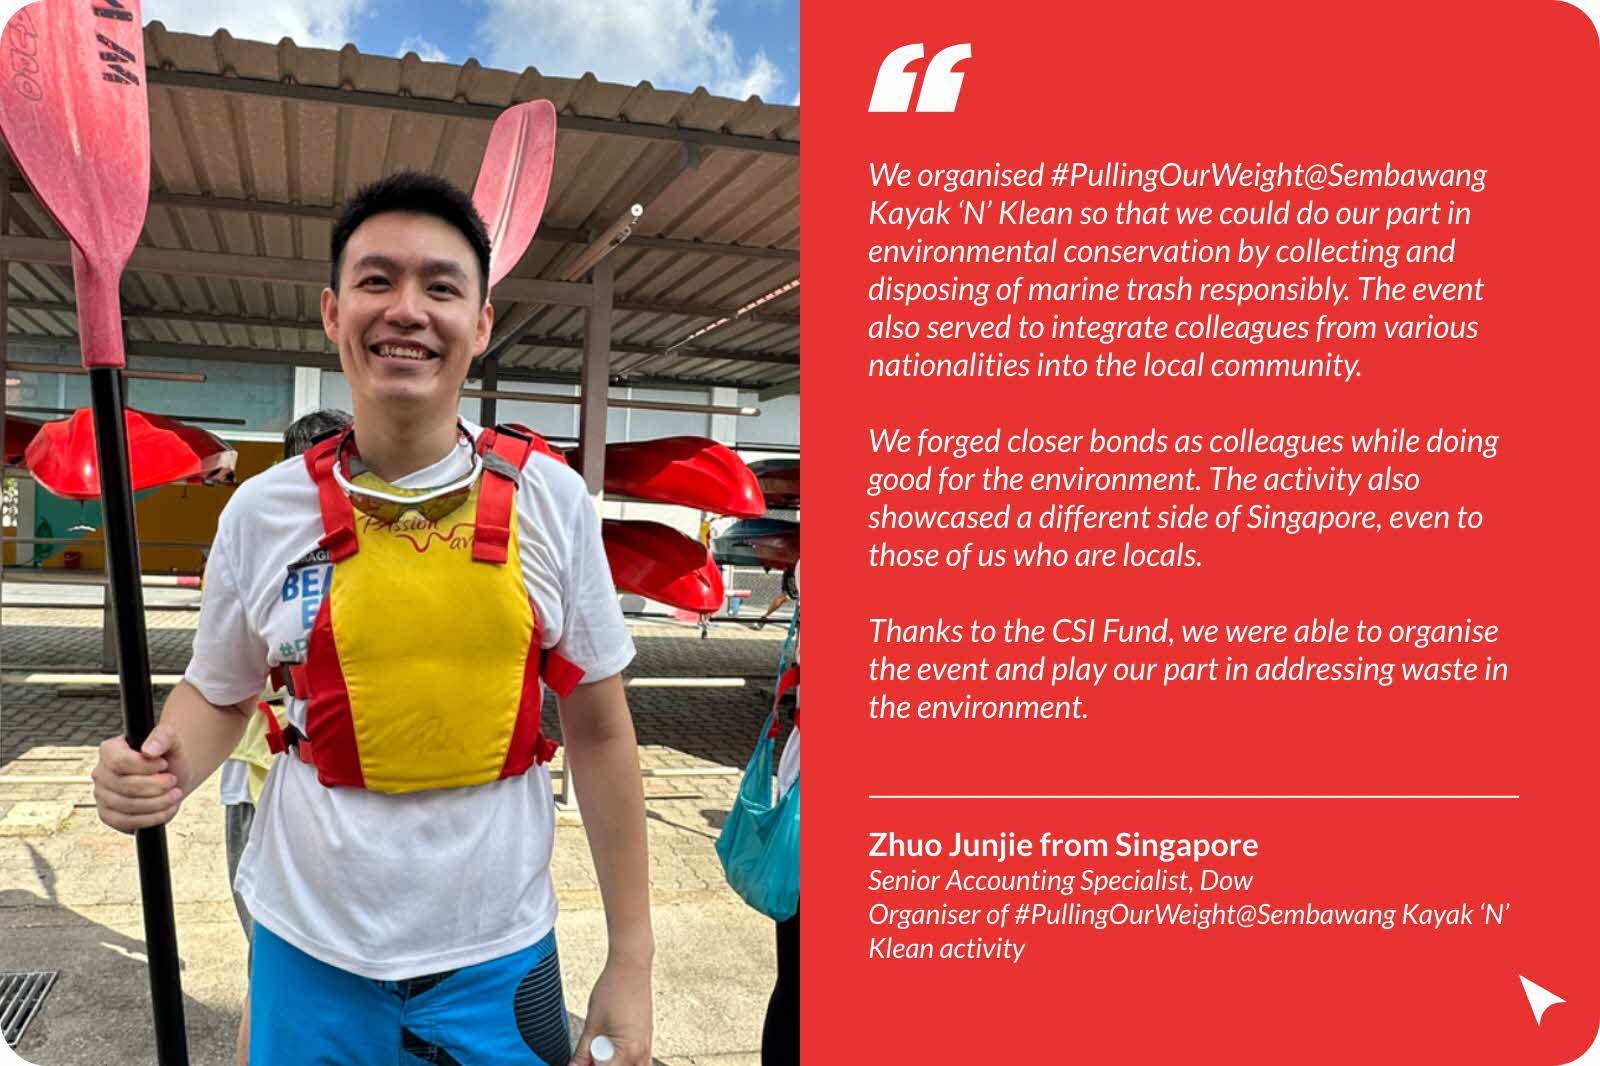 We organised #PullingOurWeight@Sembawang
Kayak ‘N’ Klean so that we could do our part in
environmental conservation by collecting and
disposing of marine trash responsibly. The event
also served to integrate colleagues from various
nationalities into the local community.
We forged closer bonds as colleagues while doing
good for the environment. The activity also
showcased a different side of Singapore, even to
those of us who are locals.
Thanks to the CSI Fund, we were able to organise
the event and play our part in addressing waste in
the environment.
Zhuo Junjie from Singapore
Senior Accounting Specialist, Dow
Organiser of #PullingOurWeight@Sembawang Kayak ‘N’
Klean activity
PAssion